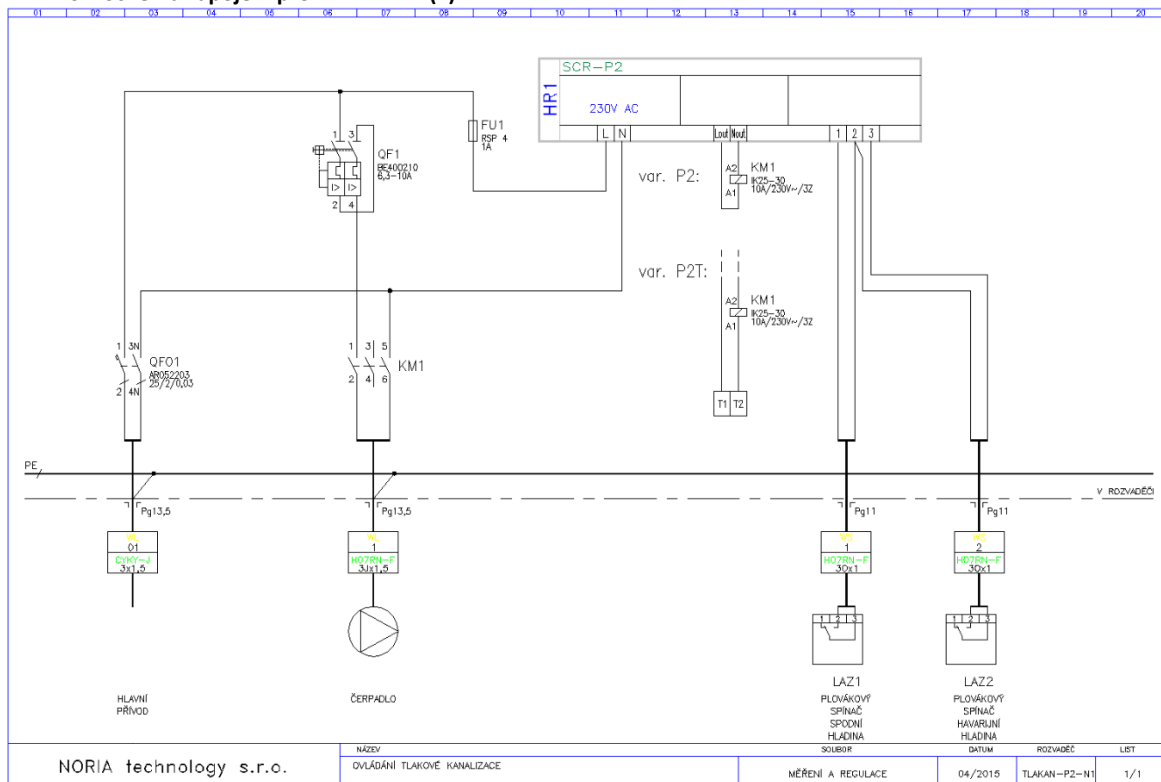 01 02 03 04 05 06 07 08 09 10 11 12 13 14 15 16 17 18 19 20
HR1
SCR-P2
230V AC
L N
Lout Nout
1 2 3
FU1
RSP 4
1A
1 3
QF1
BE400210
6,3-10A
I> I>
2 4
var. P2:
A2
A1
KM1
IK25-30
10A/230V~/3Z
var. P2T:
A2
A1
KM1
IK25-30
10A/230V~/3Z
T1 T2
1 3N
QF01
AR052203
25/2/0,03
2 4N
1 3 5
KM1
2 4 6
PE
V ROZVADĚČI
Pg13,5
Pg13,5
Pg11
Pg11
WL
01
CYKY-J
3x1,5
WL
1
H07RN-F
3Jx1,5
WS
1
H07RN-F
3Ox1
WS
2
H07RN-F
3Ox1
1 2 3
1 2 3
HLAVNÍ
PŘÍVOD
ČERPADLO
LAZ1
PLOVÁKOVÝ
SPÍNAČ
SPODNÍ
HLADINA
LAZ2
PLOVÁKOVÝ
SPÍNAČ
HAVARIJNÍ
HLADINA
NORIA technology s.r.o.
NÁZEV
OVLÁDÁNÍ TLAKOVÉ KANALIZACE
SOUBOR
MĚŘENÍ A REGULACE
DATUM
04/2015
ROZVADĚČ
TLAKAN-P2-N1
LIST
1/1